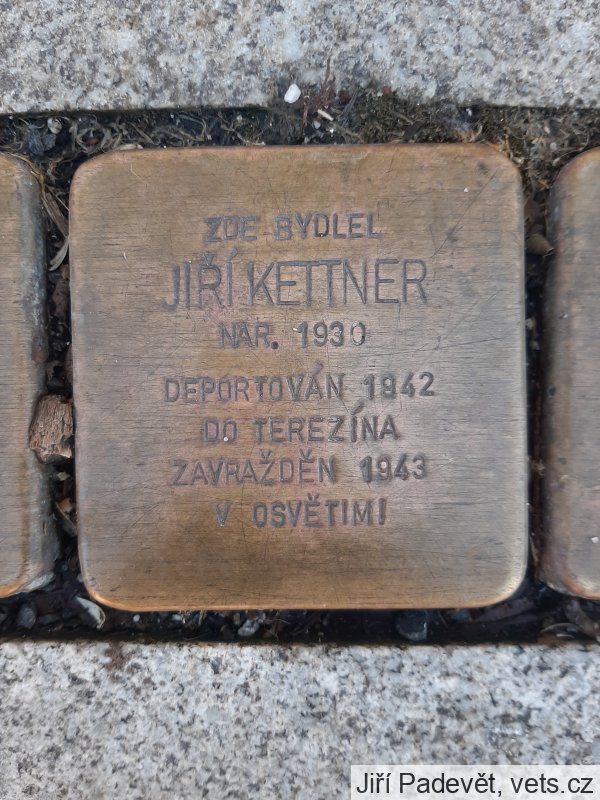 ZDE BYDLEL
JIŘÍ KETTNER
NAR. 1930
DEPORTOVÁN 1942
DO TEREZÍNA
ZAVRAŽDĚN 1943
V OSVĚTIMI
Jiří Padevět, vets.cz